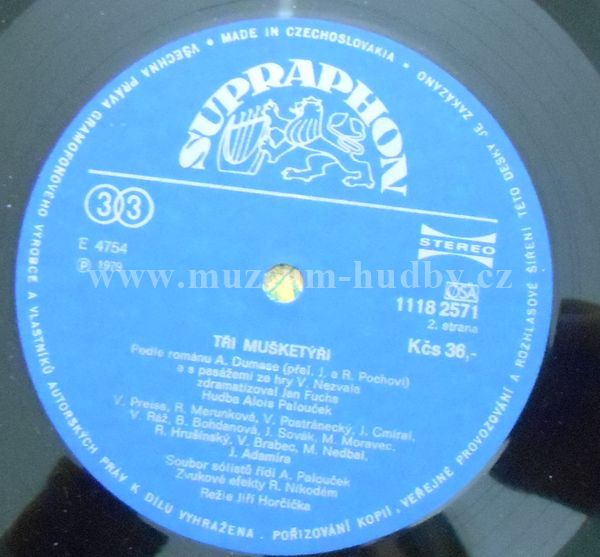 VŠECHNA PRÁVA GRAMOFONOVÉHO VÝROBCE A VLASTNÍKŮ AUTORSKÝCH PRÁV K DÍLU VYHRAŽENA. POŘIZOVÁNÍ KOPIÍ, VEŘEJNÉ PROVOZOVÁNÍ A ROZHLASOVÉ ŠÍŘENÍ TÉTO DESKY JE ZAKÁZÁNO
• MADE IN CZECHOSLOVAKIA •
SUPRAPHON
33
STEREO
E 4754
℗ 1979
www.muzeum-hudby.cz
OSA
1118 2571
2. strana
Kčs 36,-
TŘI MUŠKETÝŘI
Podle románu A. Dumase (přel. J. a R. Pochovi)
a s pasážemi ze hry V. Nezvala
zdramatizoval Jan Fuchs
Hudba Alois Palouček
V. Preiss, R. Merunková, V. Postránecký, J. Cmíral,
V. Ráž, B. Bohdanová, J. Sovák, M. Moravec,
R. Hrušínský, V. Brabec, M. Nedbal,
J. Adamíra
Soubor sólistů řídí A. Palouček
Zvukové efekty R. Nikodém
Režie Jiří Horčička